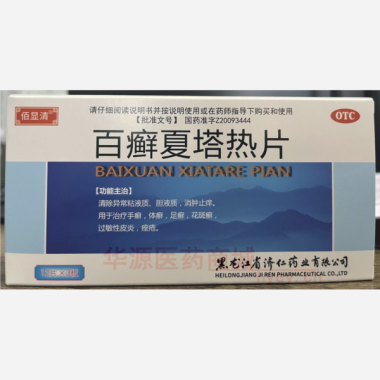 佰显清
请仔细阅读说明书并按说明使用或在药师指导下购买和使用
【批准文号】 国药准字Z20093444
OTC
百癣夏塔热片
BAIXUAN XIATARE PIAN
【功能主治】
清除异常粘液质、胆液质，消肿止痒。
用于治疗手癣，体癣，足癣，花斑癣，
过敏性皮炎，痤疮。
华源医药商城
黑龙江省济仁药业有限公司
HEILONGJIANG JI REN PHARMACEUTICAL CO.,LTD